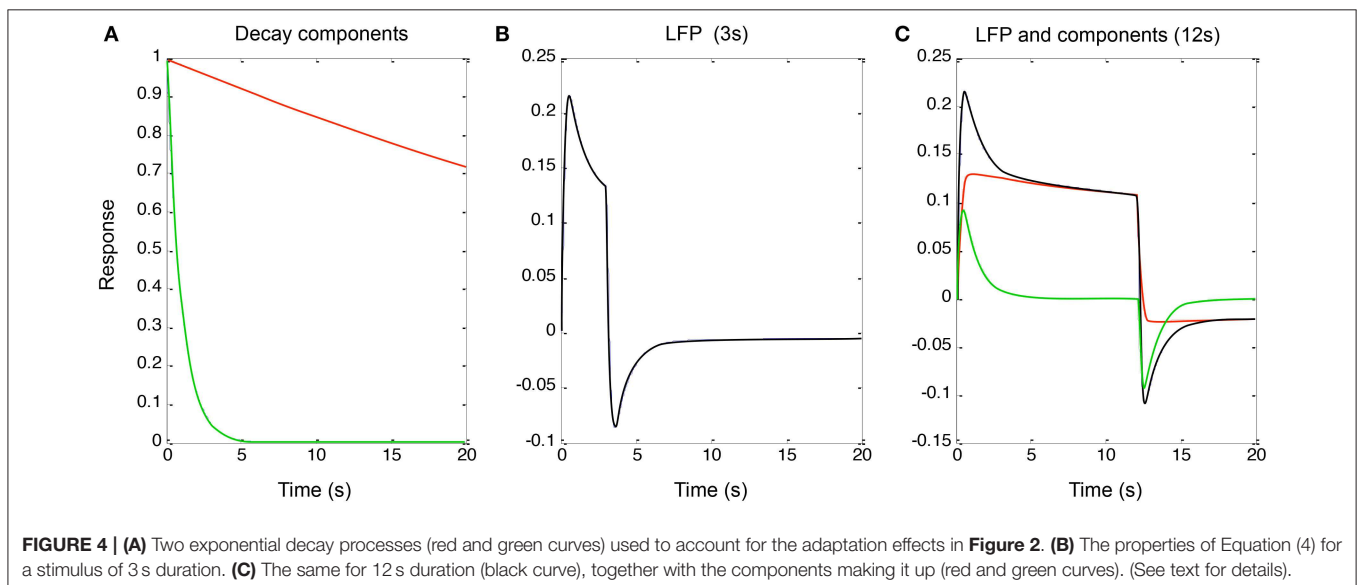 A Decay components
1
0.9
0.8
0.7
0.6
0.5
0.4
0.3
0.2
0.1
0
0 5 10 15 20
Response
Time (s)
B LFP (3s)
0.25
0.2
0.15
0.1
0.05
0
-0.05
-0.1
0 5 10 15 20
Time (s)
C LFP and components (12s)
0.25
0.2
0.15
0.1
0.05
0
-0.05
-0.1
-0.15
0 5 10 15 20
Time (s)
FIGURE 4 | (A) Two exponential decay processes (red and green curves) used to account for the adaptation effects in Figure 2. (B) The properties of Equation (4) for
a stimulus of 3 s duration. (C) The same for 12 s duration (black curve), together with the components making it up (red and green curves). (See text for details).